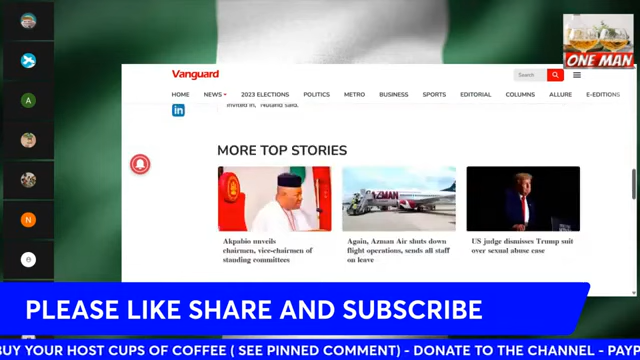 ONE MAN
Vanguard
Search
HOME NEWS 2023 ELECTIONS POLITICS METRO BUSINESS SPORTS EDITORIAL COLUMNS ALLURE E-EDITIONS
invited in," Nuland said.
in
MORE TOP STORIES
AZMAN
Akpabio unveils
chairmen, vice-chairmen of
standing committees
Again, Azman Air shuts down
flight operations, sends all staff
on leave
US judge dismisses Trump suit
over sexual abuse case
A
N
PLEASE LIKE SHARE AND SUBSCRIBE
BUY YOUR HOST CUPS OF COFFEE ( SEE PINNED COMMENT) - DONATE TO THE CHANNEL - PAYP